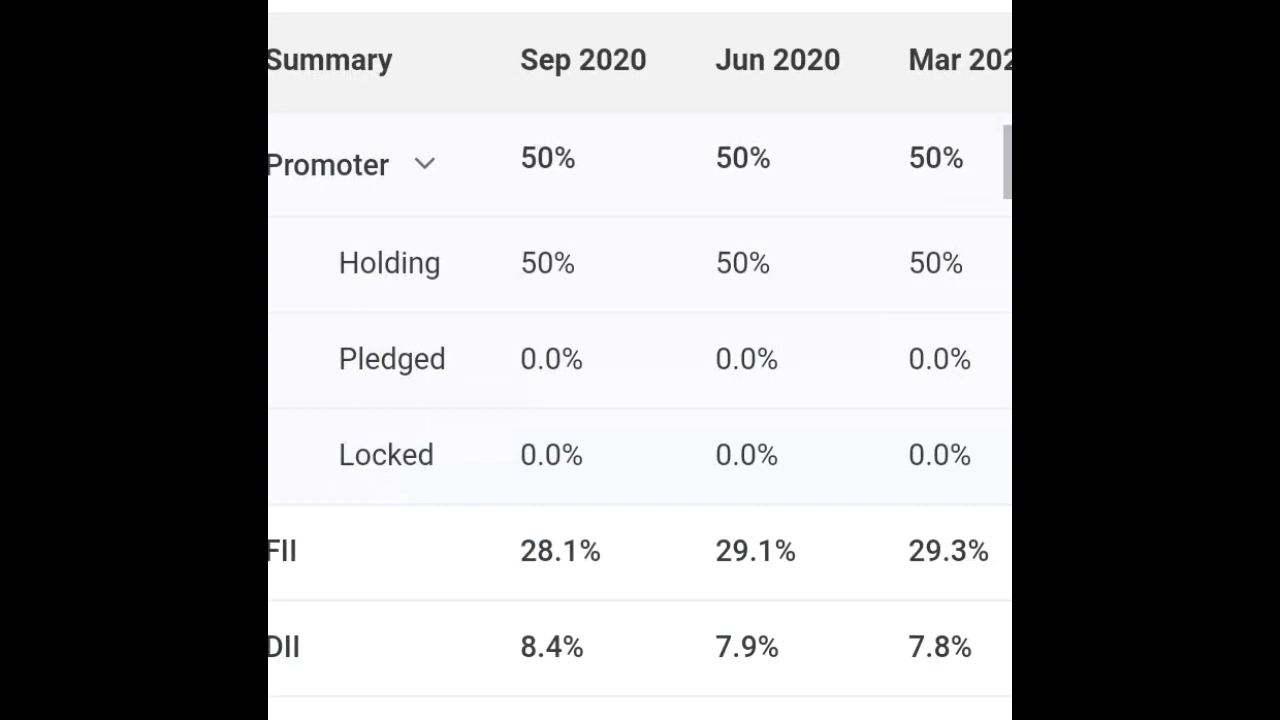 Summary Sep 2020 Jun 2020 Mar 202
Promoter 50% 50% 50%
Holding 50% 50% 50%
Pledged 0.0% 0.0% 0.0%
Locked 0.0% 0.0% 0.0%
FII 28.1% 29.1% 29.3%
DII 8.4% 7.9% 7.8%